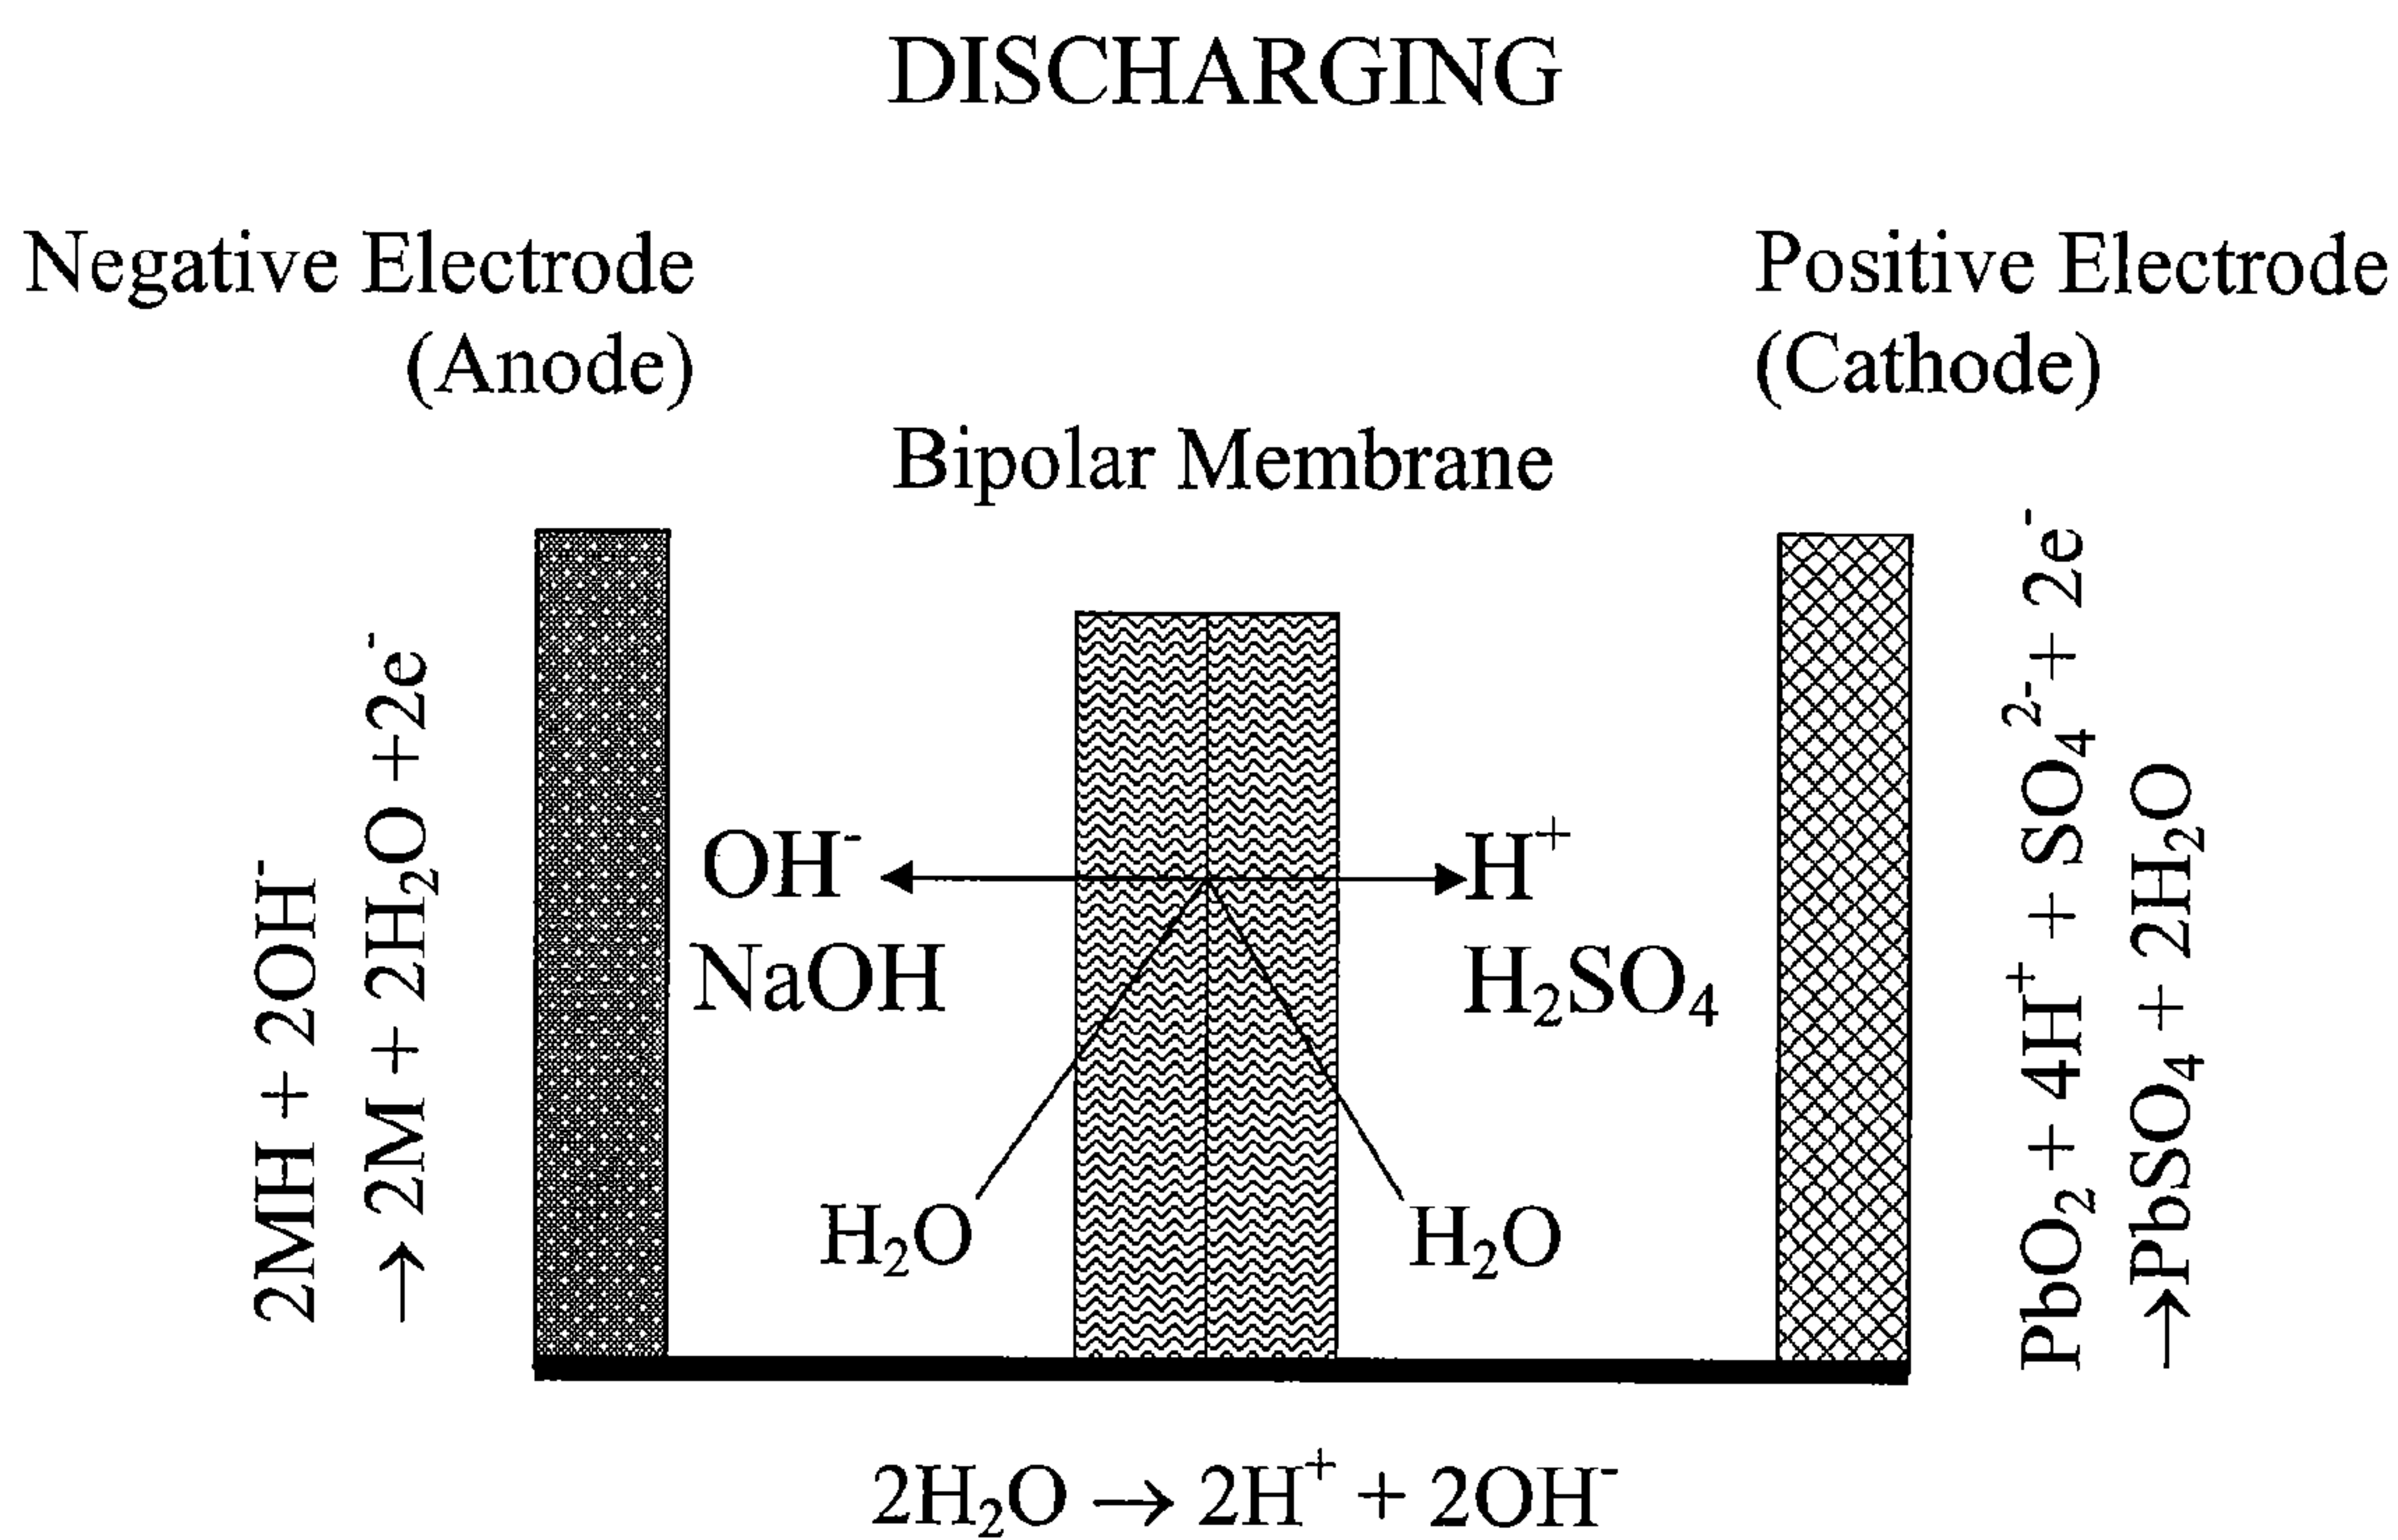 DISCHARGING
Negative Electrode
(Anode)
Positive Electrode
(Cathode)
Bipolar Membrane
2MH + 2OH⁻
→ 2M + 2H₂O +2e⁻
OH⁻
NaOH
H₂O
H⁺
H₂SO₄
H₂O
PbO₂ + 4H⁺ + SO₄²⁻+ 2e⁻
→PbSO₄ + 2H₂O
2H₂O → 2H⁺ + 2OH⁻